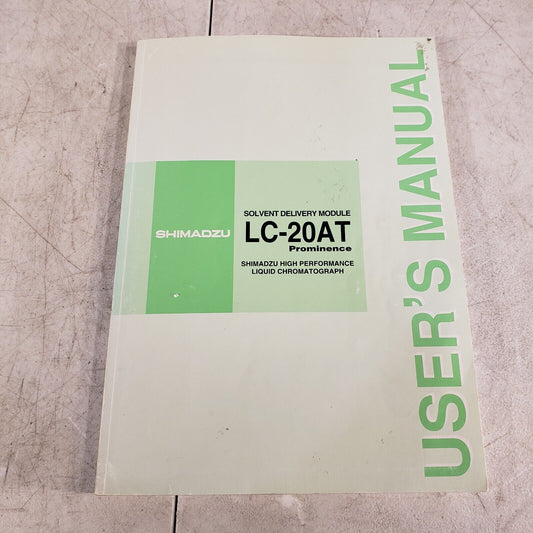 SHIMADZU
SOLVENT DELIVERY MODULE
LC-20AT
Prominence
SHIMADZU HIGH PERFORMANCE
LIQUID CHROMATOGRAPH
USER'S MANUAL